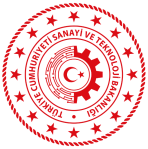 TÜRKİYE CUMHURİYETİ SANAYİ VE TEKNOLOJİ BAKANLIĞI